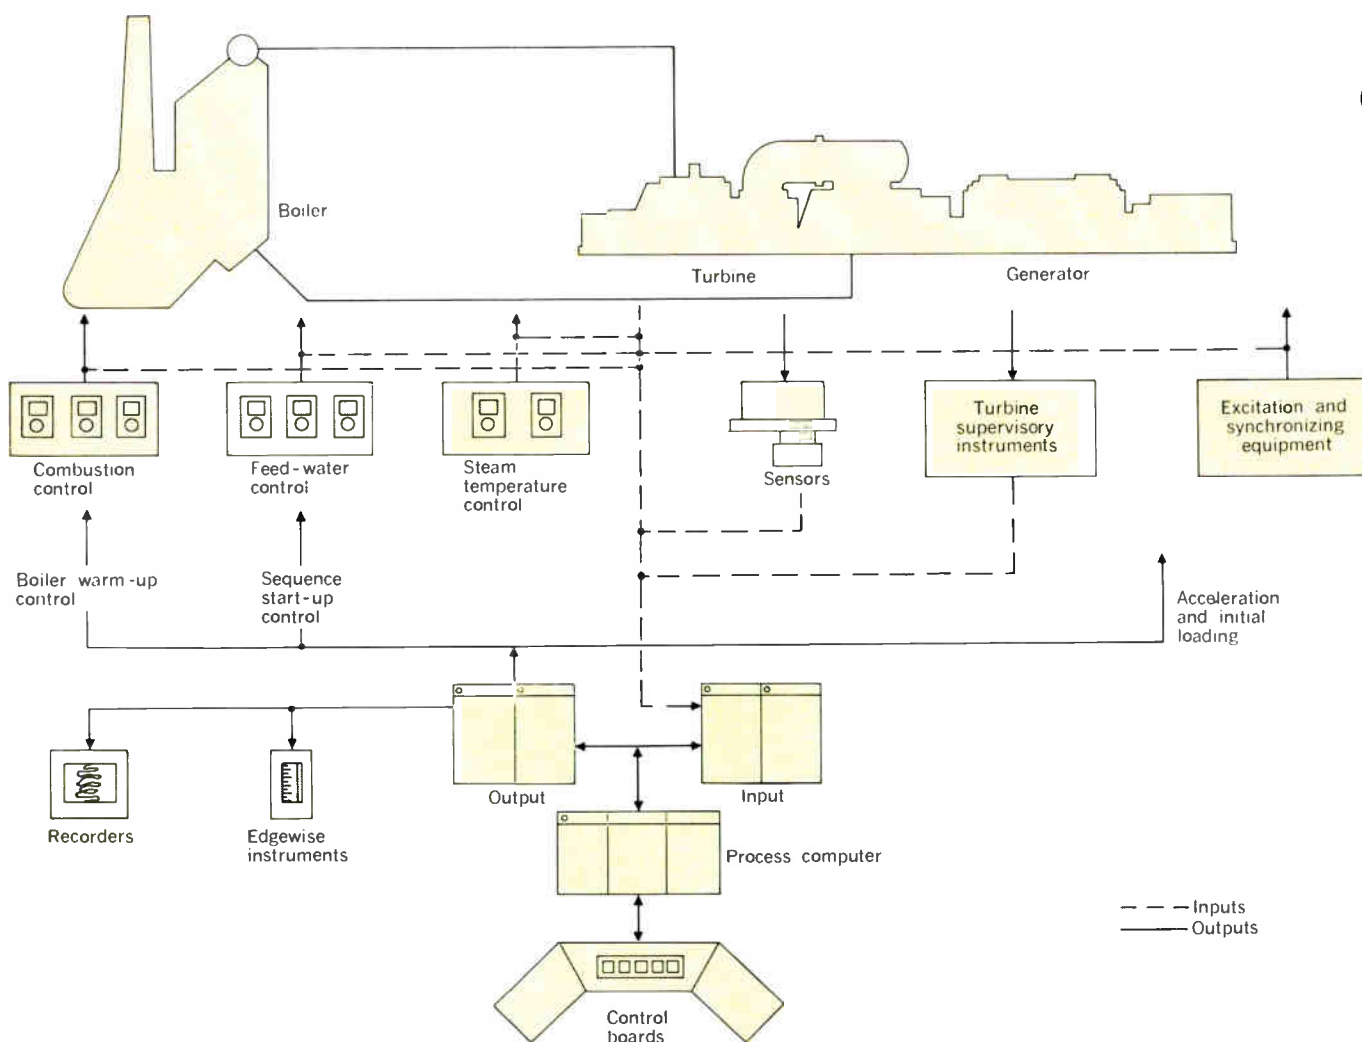 Boiler
Turbine
Generator
Combustion
control
Feed-water
control
Steam
temperature
control
Sensors
Turbine
supervisory
instruments
Excitation and
synchronizing
equipment
Boiler warm-up
control
Sequence
start-up
control
Acceleration
and initial
loading
Output
Input
Recorders
Edgewise
instruments
Process computer
Inputs
Outputs
Control
boards